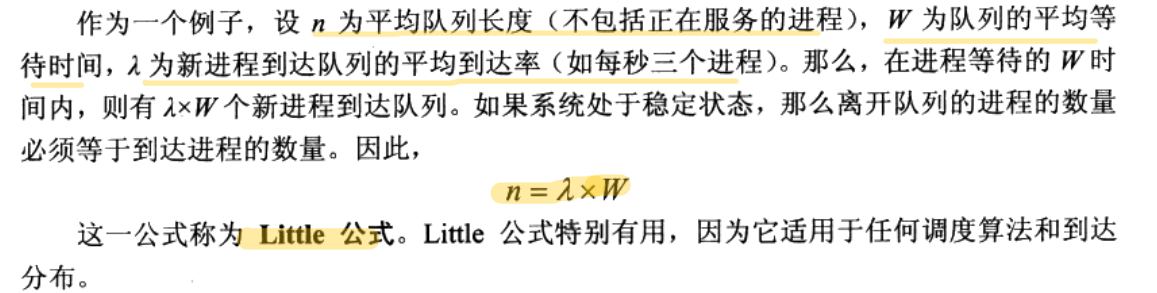 作为一个例子，设 n 为平均队列长度（不包括正在服务的进程），W 为队列的平均等
待时间，λ 为新进程到达队列的平均到达率（如每秒三个进程）。那么，在进程等待的 W 时
间内，则有 λ×W 个新进程到达队列。如果系统处于稳定状态，那么离开队列的进程的数量
必须等于到达进程的数量。因此，
n = λ×W
这一公式称为 Little 公式。Little 公式特别有用，因为它适用于任何调度算法和到达
分布。